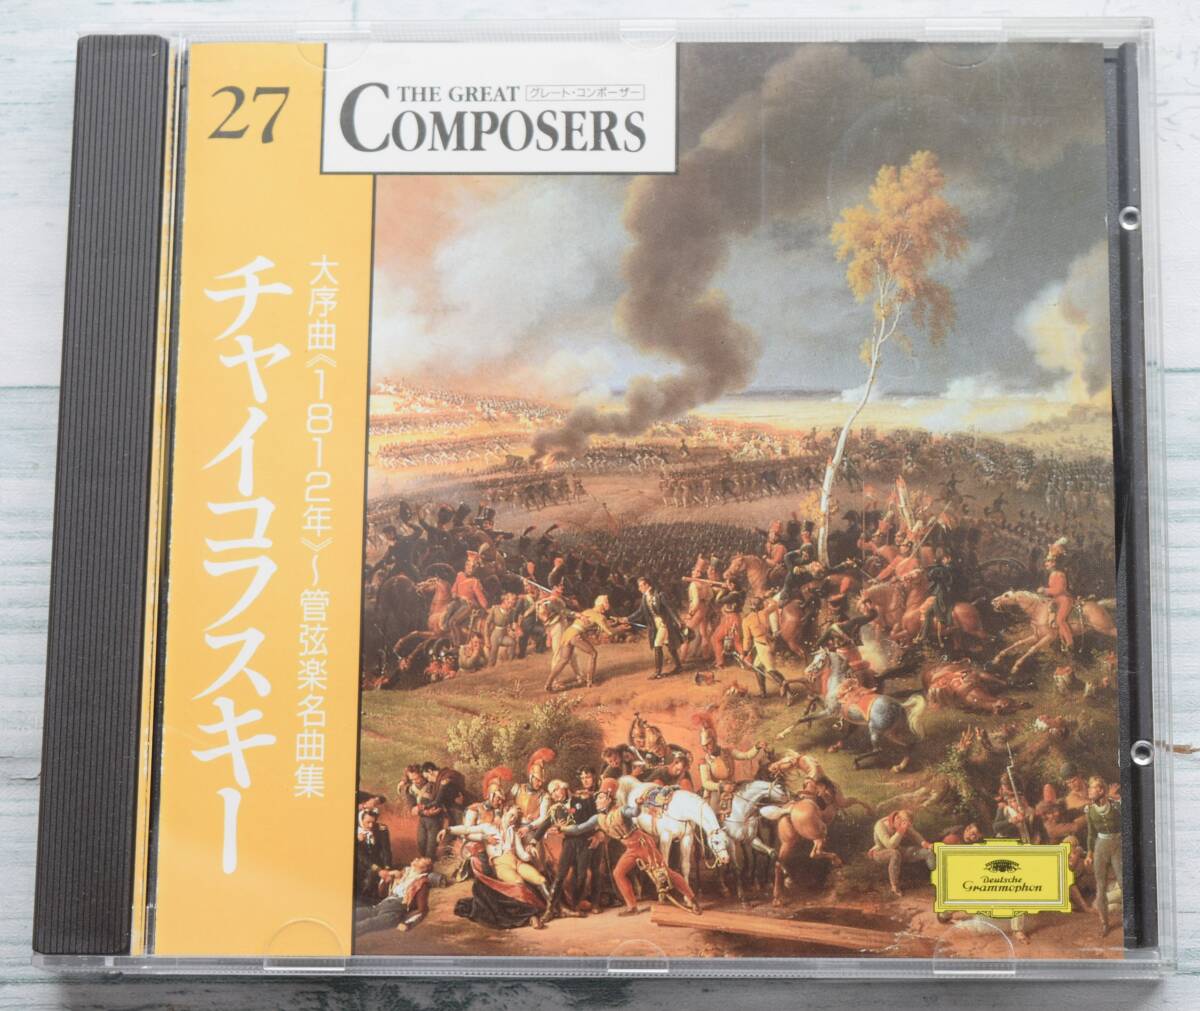 27
THE GREAT グレート・コンポーザー
COMPOSERS
大序曲《1812年》~管弦楽名曲集
チャイコフスキー
Deutsche
Grammophon